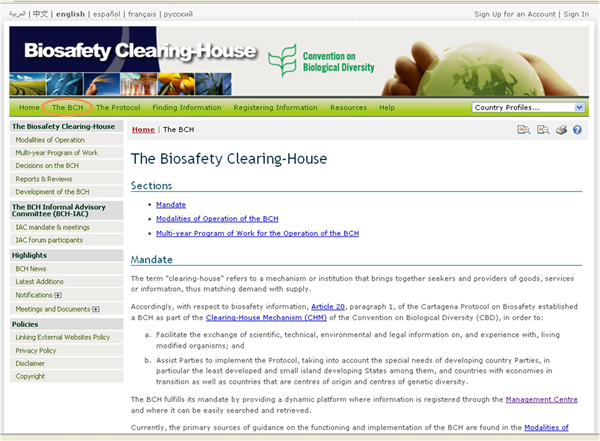 العربية | 中文 | english | español | français | русский
Sign Up for an Account | Sign In
Biosafety Clearing-House
Convention on
Biological Diversity
Home The BCH The Protocol Finding Information Registering Information Resources Help
Country Profiles...
The Biosafety Clearing-House
Modalities of Operation
Multi-year Program of Work
Decisions on the BCH
Reports & Reviews
Development of the BCH
The BCH Informal Advisory
Committee (BCH-IAC)
IAC mandate & meetings
IAC forum participants
Highlights
BCH News
Latest Additions
Notifications
Meetings and Documents
Policies
Linking External Websites Policy
Privacy Policy
Disclaimer
Copyright
Home | The BCH
The Biosafety Clearing-House
Sections
• Mandate
• Modalities of Operation of the BCH
• Multi-year Program of Work for the Operation of the BCH
Mandate
The term "clearing-house" refers to a mechanism or institution that brings together seekers and providers of goods, services
or information, thus matching demand with supply.
Accordingly, with respect to biosafety information, Article 20, paragraph 1, of the Cartagena Protocol on Biosafety established
a BCH as part of the Clearing-House Mechanism (CHM) of the Convention on Biological Diversity (CBD), in order to:
a. Facilitate the exchange of scientific, technical, environmental and legal information on, and experience with, living
modified organisms; and
b. Assist Parties to implement the Protocol, taking into account the special needs of developing country Parties, in
particular the least developed and small island developing States among them, and countries with economies in
transition as well as countries that are centres of origin and centres of genetic diversity.
The BCH fulfills its mandate by providing a dynamic platform where information is registered through the Management Centre
and where it can be easily searched and retrieved.
Currently, the primary sources of guidance on the functioning and implementation of the BCH are found in the Modalities of